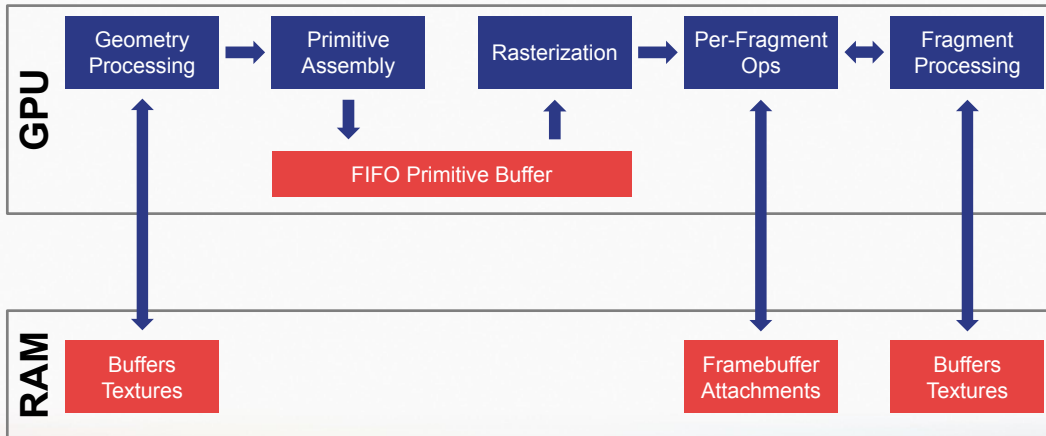 GPU
Geometry
Processing
Primitive
Assembly
Rasterization
Per-Fragment
Ops
Fragment
Processing
FIFO Primitive Buffer
RAM
Buffers
Textures
Framebuffer
Attachments
Buffers
Textures